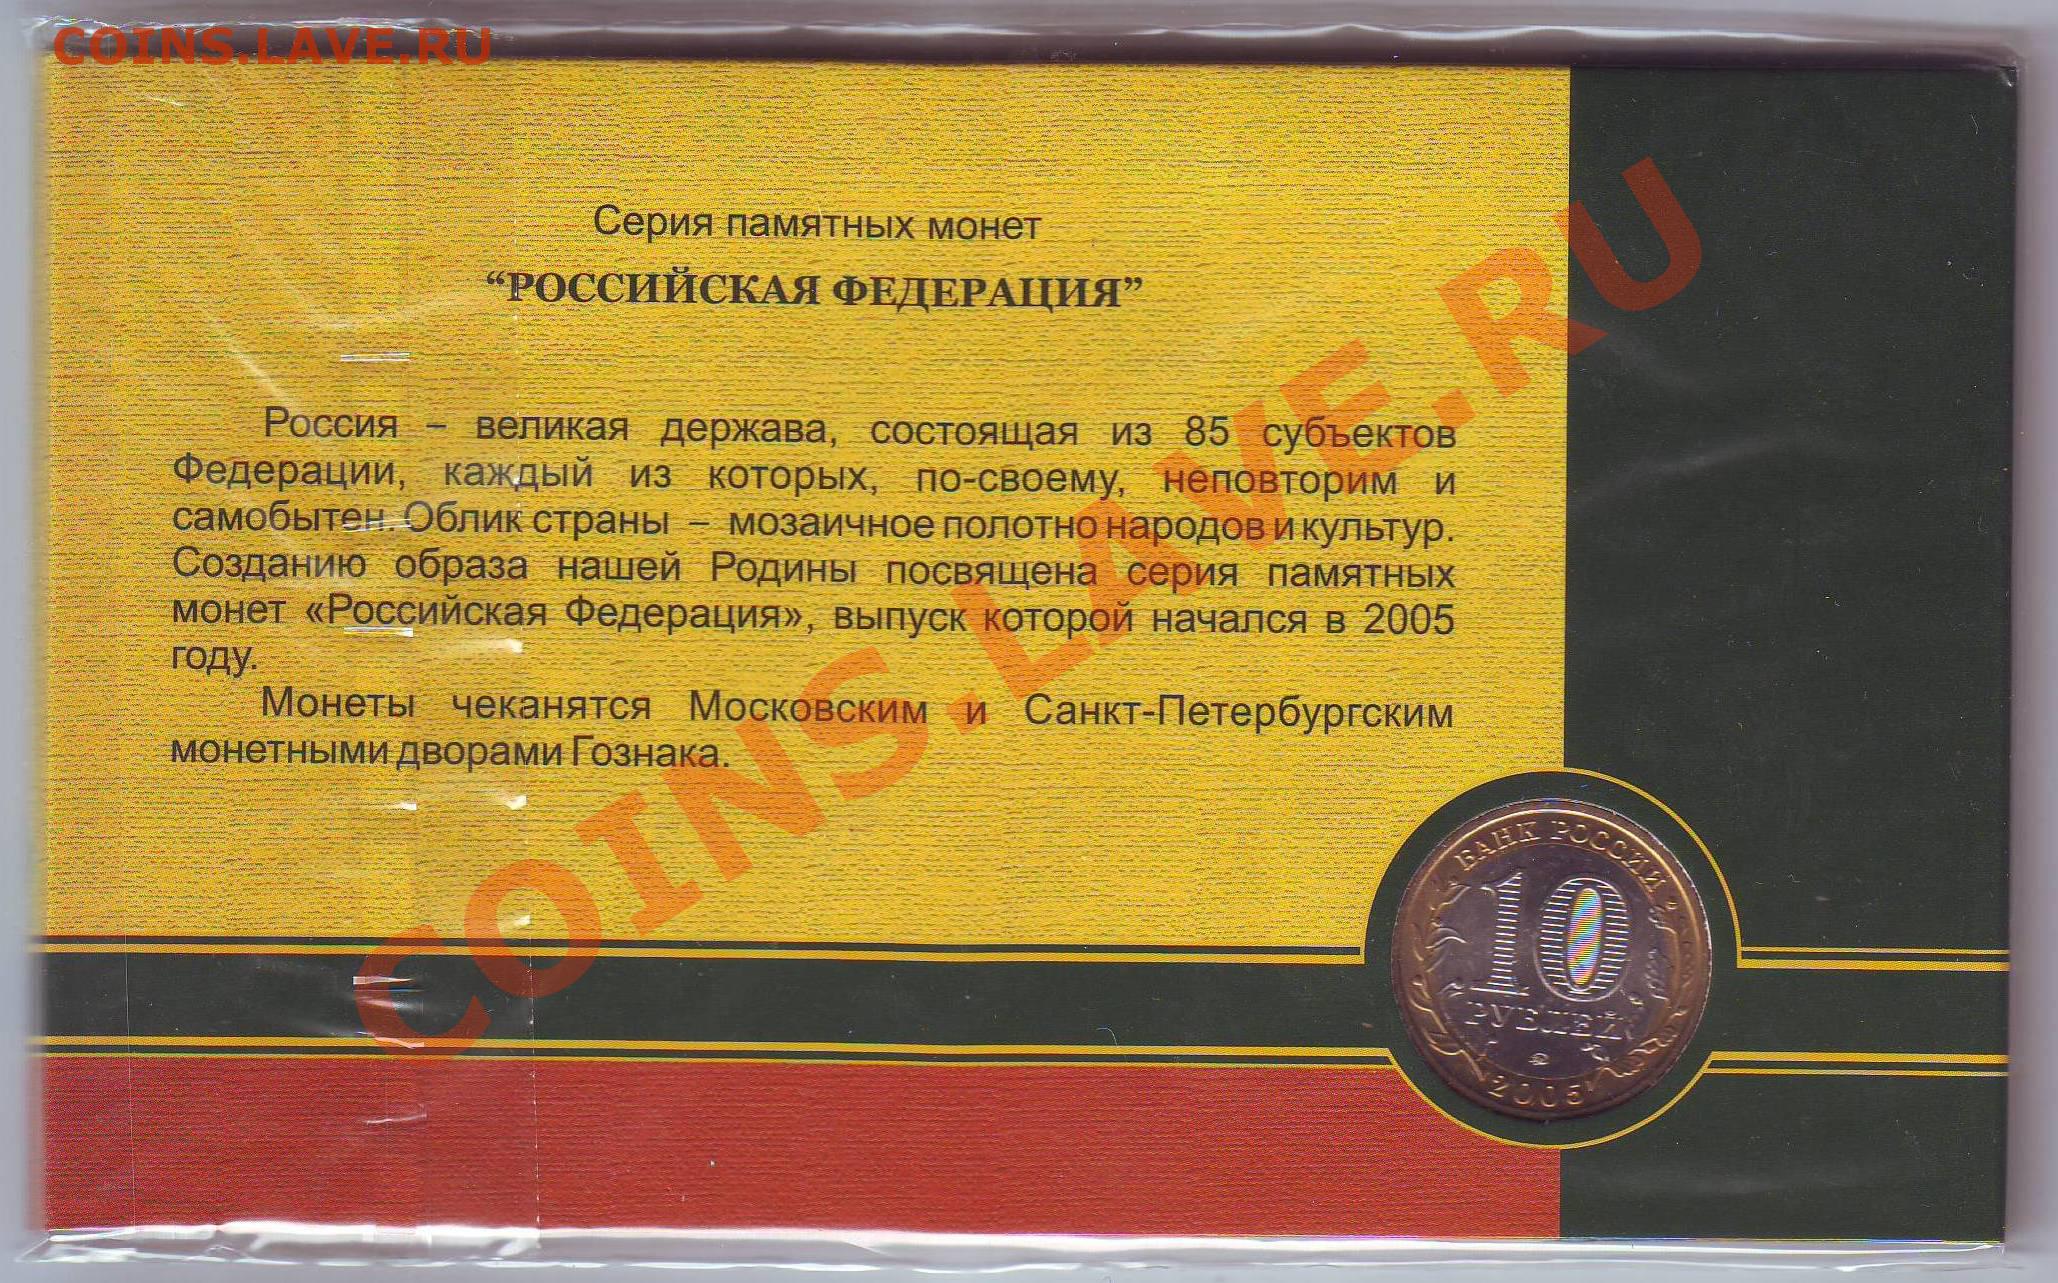 COINS.LAVE.RU
Серия памятных монет
“РОССИЙСКАЯ ФЕДЕРАЦИЯ”
Россия – великая держава, состоящая из 85 субъектов
Федерации, каждый из которых, по-своему, неповторим и
самобытен. Облик страны – мозаичное полотно народов и культур.
Созданию образа нашей Родины посвящена серия памятных
монет «Российская Федерация», выпуск которой начался в 2005
году.
Монеты чеканятся Московским и Санкт-Петербургским
монетными дворами Гознака.
COINS.LAVE.RU
БАНК РОССИИ
10
РУБЛЕЙ
2005